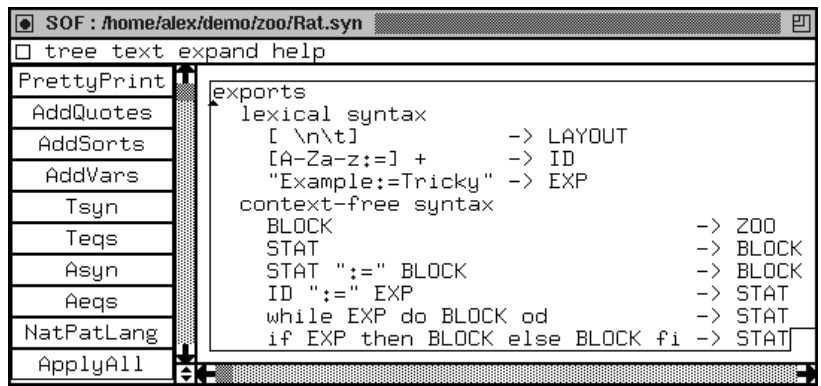 SOF : /home/alex/demo/zoo/Rat.syn
tree text expand help
PrettyPrint
AddQuotes
AddSorts
AddVars
Tsyn
Teqs
Asyn
Aeqs
NatPatLang
ApplyAll
exports
lexical syntax
[ \n\t] -> LAYOUT
[A-Za-z:=] + -> ID
"Example:=Tricky" -> EXP
context-free syntax
BLOCK -> ZOO
STAT -> BLOCK
STAT ":=" BLOCK -> BLOCK
ID ":=" EXP -> STAT
while EXP do BLOCK od -> STAT
if EXP then BLOCK else BLOCK fi -> STAT